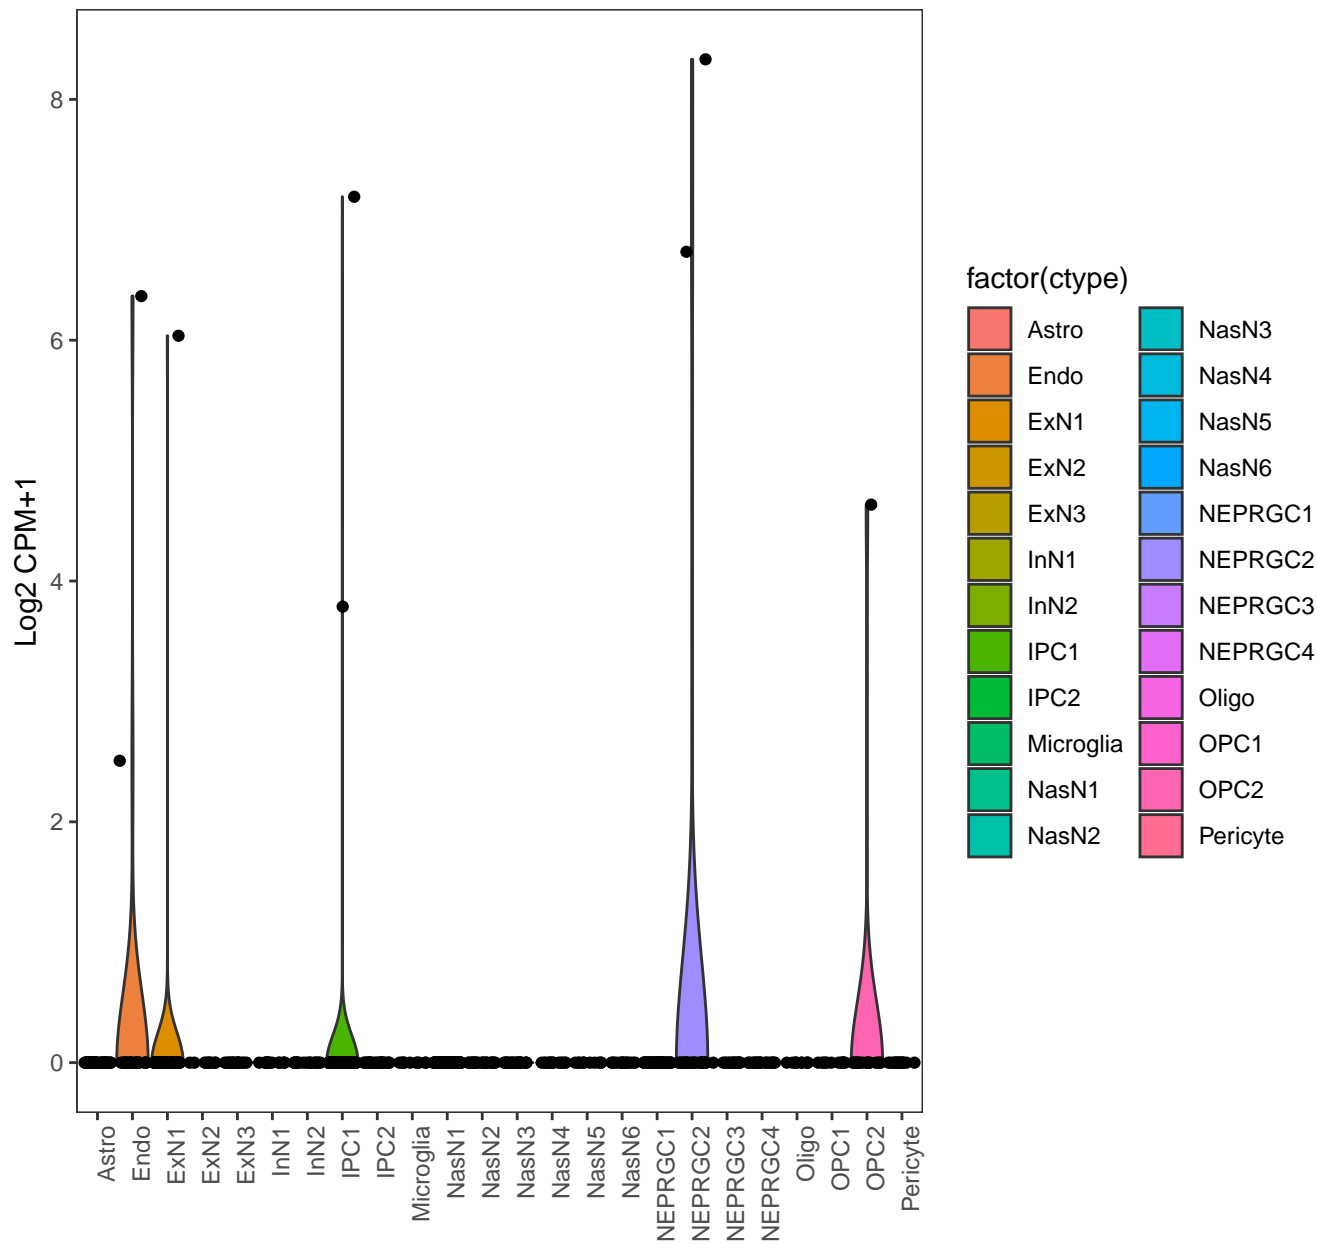 8
6
4
2
0
Log2 CPM+1
Astro
Endo
ExN1
ExN2
ExN3
InN1
InN2
IPC1
IPC2
Microglia
NasN1
NasN2
NasN3
NasN4
NasN5
NasN6
NEPRGC1
NEPRGC2
NEPRGC3
NEPRGC4
Oligo
OPC1
OPC2
Pericyte
factor(ctype)
Astro
Endo
ExN1
ExN2
ExN3
InN1
InN2
IPC1
IPC2
Microglia
NasN1
NasN2
NasN3
NasN4
NasN5
NasN6
NEPRGC1
NEPRGC2
NEPRGC3
NEPRGC4
Oligo
OPC1
OPC2
Pericyte